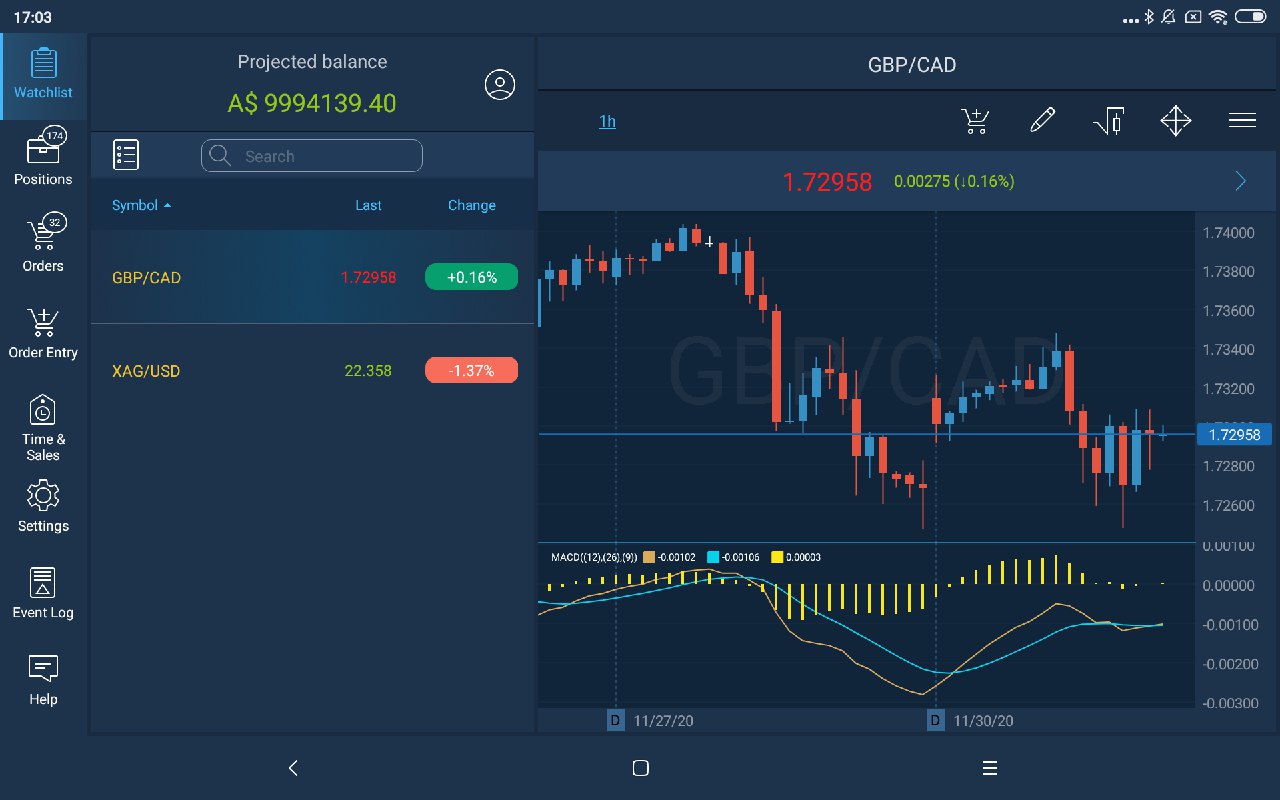 17:03
Watchlist
174
Positions
32
Orders
Order Entry
Time &
Sales
Settings
Event Log
Help
Projected balance
A$ 9994139.40
Search
Symbol Last Change
GBP/CAD 1.72958 +0.16%
XAG/USD 22.358 -1.37%
GBP/CAD
1h
1.72958 0.00275 (↓0.16%)
GBP/CAD
1.74000
1.73800
1.73600
1.73400
1.73200
1.72958
1.72800
1.72600
MACD((12),(26),(9)) -0.00102 -0.00106 0.00003
0.00100
0.00000
-0.00100
-0.00200
-0.00300
D 11/27/20 D 11/30/20